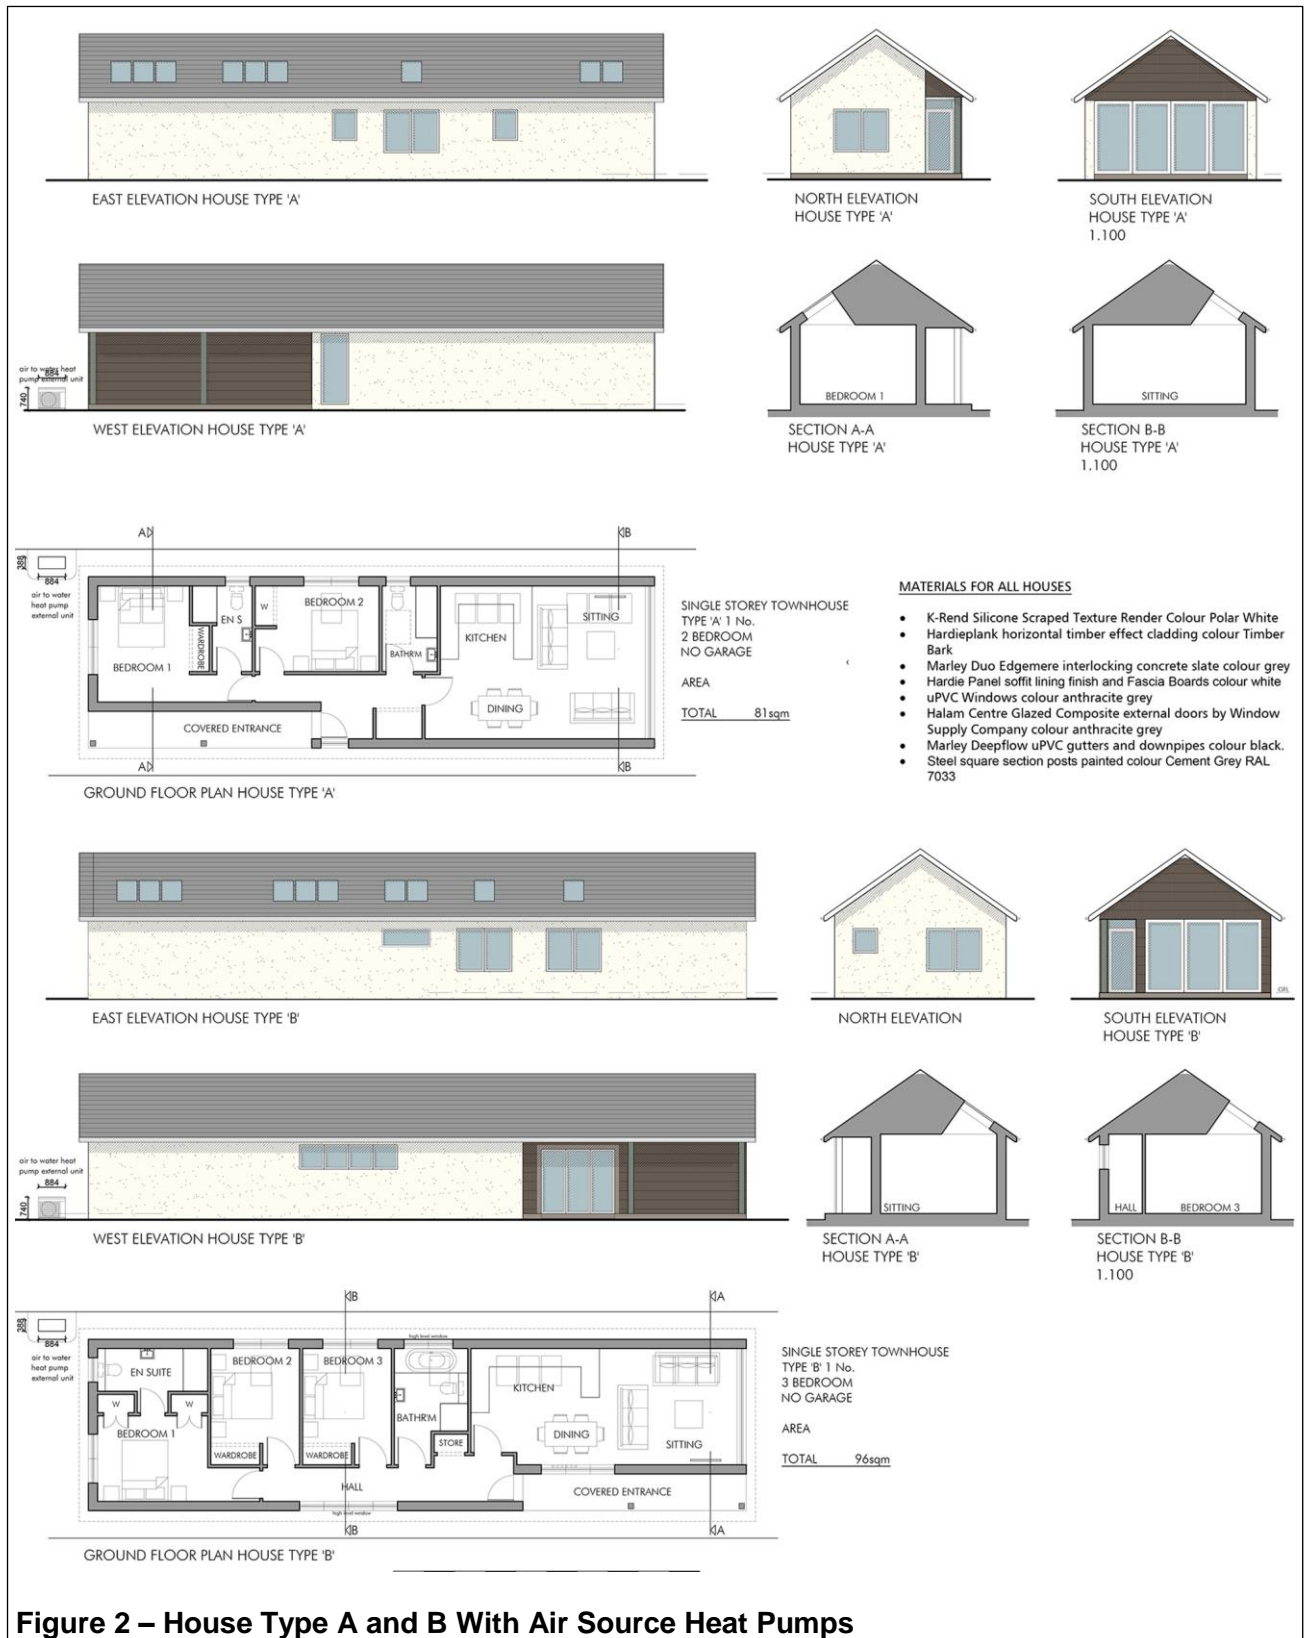 EAST ELEVATION HOUSE TYPE 'A'
NORTH ELEVATION
HOUSE TYPE 'A'
SOUTH ELEVATION
HOUSE TYPE 'A'
1.100
air to water heat
pump external unit
884
740
WEST ELEVATION HOUSE TYPE 'A'
BEDROOM 1
SECTION A-A
HOUSE TYPE 'A'
SITTING
SECTION B-B
HOUSE TYPE 'A'
1.100
A
B
388
884
air to water
heat pump
external unit
BEDROOM 1
WARDROBE
EN S
W
BEDROOM 2
BATH'RM
KITCHEN
SITTING
DINING
COVERED ENTRANCE
A
B
GROUND FLOOR PLAN HOUSE TYPE 'A'
SINGLE STOREY TOWNHOUSE
TYPE 'A' 1 No.
2 BEDROOM
NO GARAGE
AREA
TOTAL 81sqm
MATERIALS FOR ALL HOUSES
• K-Rend Silicone Scraped Texture Render Colour Polar White
• Hardieplank horizontal timber effect cladding colour Timber
Bark
• Marley Duo Edgemere interlocking concrete slate colour grey
• Hardie Panel soffit lining finish and Fascia Boards colour white
• uPVC Windows colour anthracite grey
• Halam Centre Glazed Composite external doors by Window
Supply Company colour anthracite grey
• Marley Deepflow uPVC gutters and downpipes colour black.
• Steel square section posts painted colour Cement Grey RAL
7033
EAST ELEVATION HOUSE TYPE 'B'
NORTH ELEVATION
SOUTH ELEVATION
HOUSE TYPE 'B'
air to water heat
pump external unit
884
740
WEST ELEVATION HOUSE TYPE 'B'
SITTING
SECTION A-A
HOUSE TYPE 'B'
HALL
BEDROOM 3
SECTION B-B
HOUSE TYPE 'B'
1.100
B
A
388
884
air to water
heat pump
external unit
high level window
EN SUITE
W
W
BEDROOM 1
BEDROOM 2
WARDROBE
BEDROOM 3
WARDROBE
BATH'RM
STORE
KITCHEN
DINING
SITTING
HALL
COVERED ENTRANCE
high level window
B
A
GROUND FLOOR PLAN HOUSE TYPE 'B'
SINGLE STOREY TOWNHOUSE
TYPE 'B' 1 No.
3 BEDROOM
NO GARAGE
AREA
TOTAL 96sqm
Figure 2 – House Type A and B With Air Source Heat Pumps